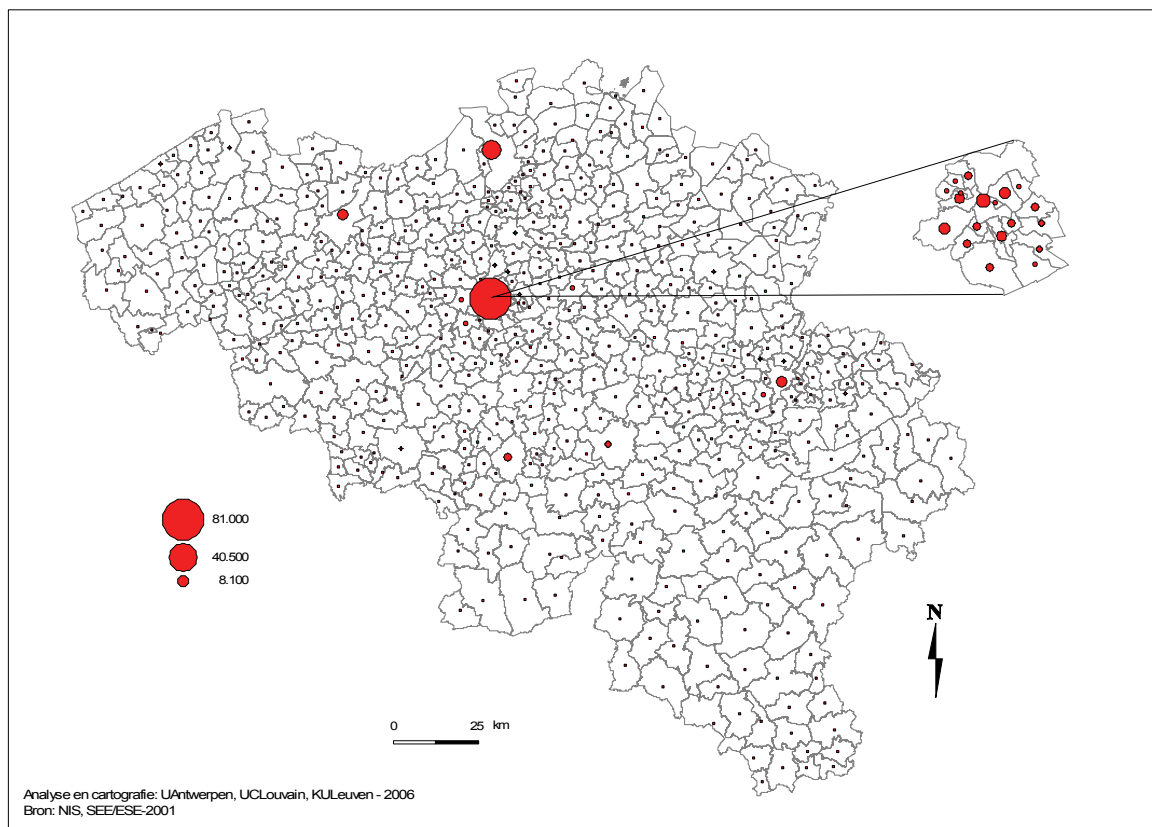 81.000
40.500
8.100
N
0 25 km
Analyse en cartografie: UAntwerpen, UCLouvain, KULeuven - 2006
Bron: NIS, SEE/ESE-2001